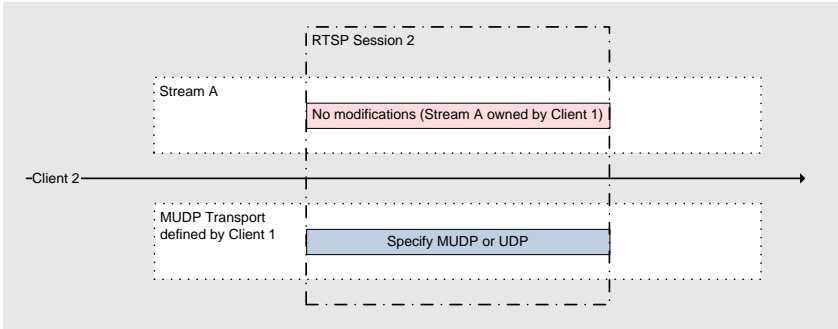 RTSP Session 2
Stream A
No modifications (Stream A owned by Client 1)
Client 2
MUDP Transport
defined by Client 1
Specify MUDP or UDP